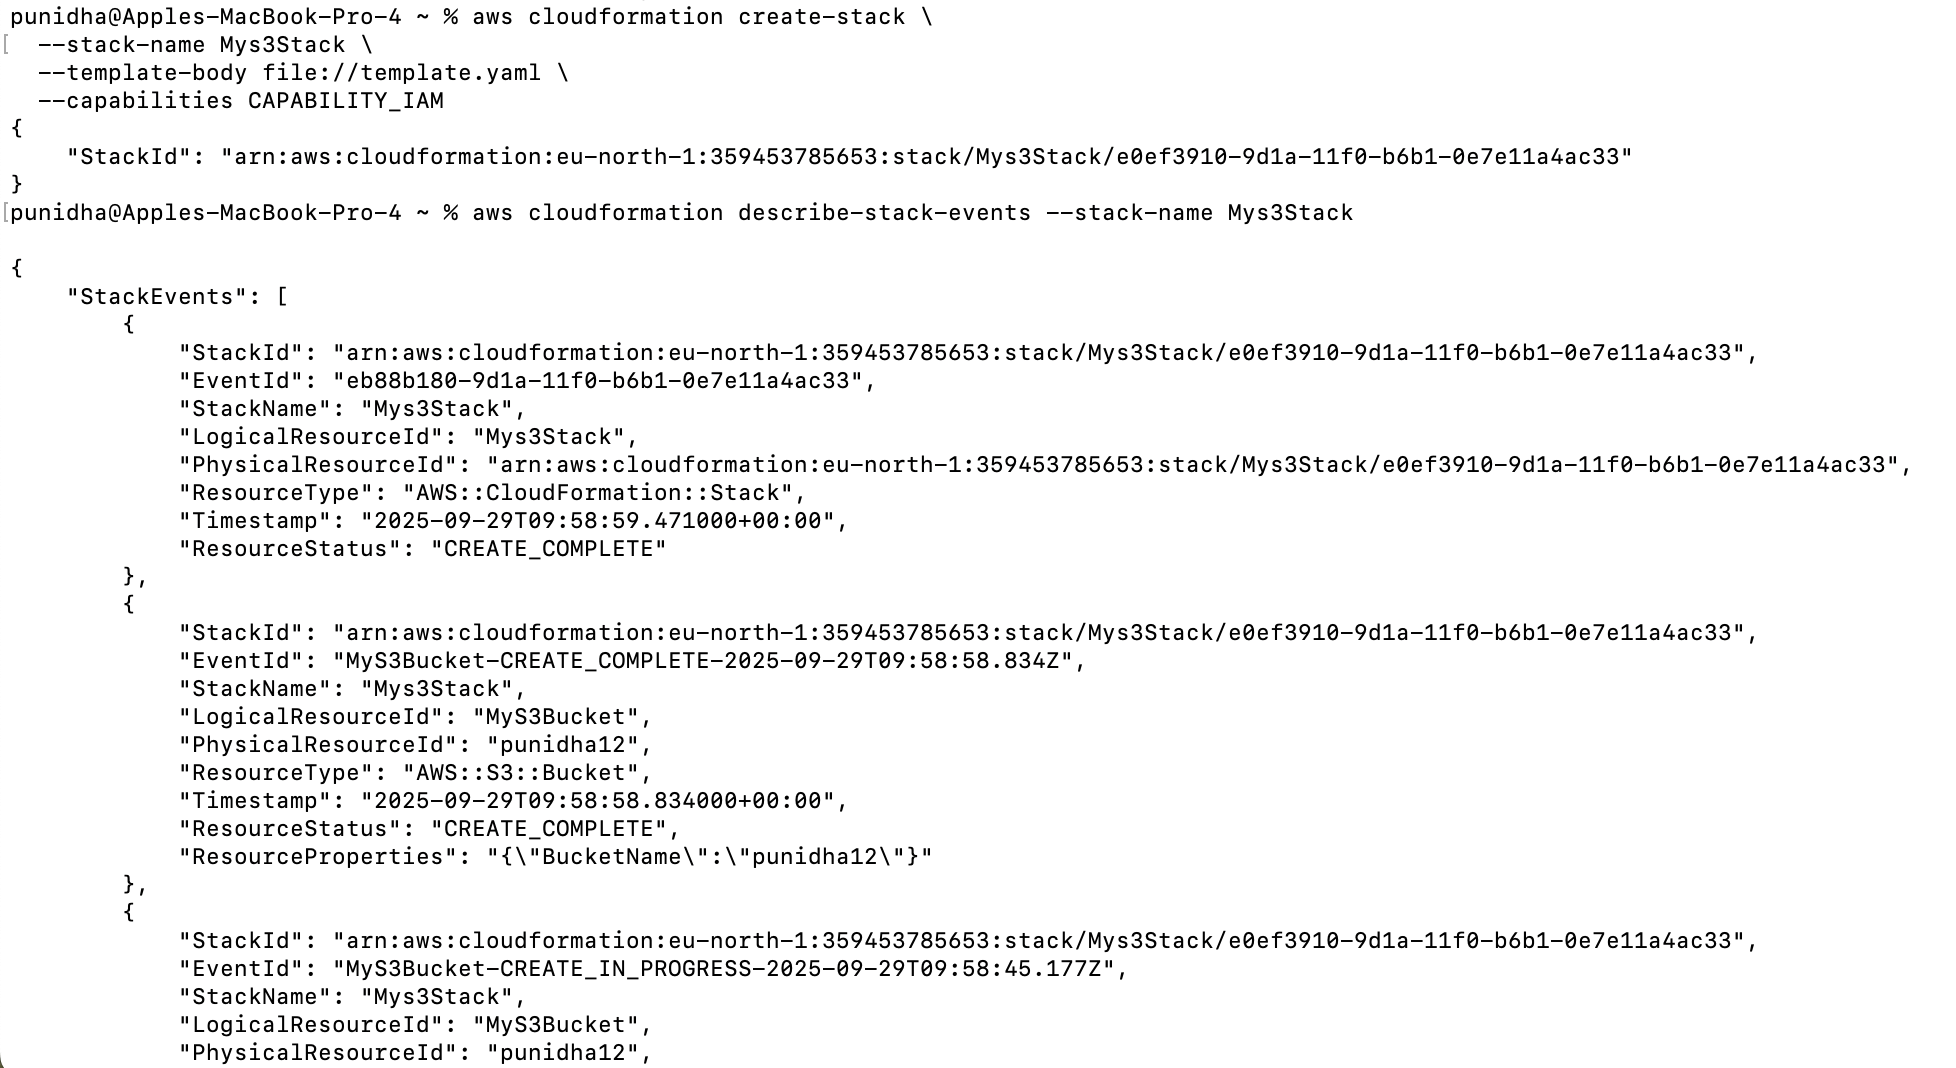 punidha@Apples-MacBook-Pro-4 ~ % aws cloudformation create-stack \
[  --stack-name Mys3Stack \
  --template-body file://template.yaml \
  --capabilities CAPABILITY_IAM
{
    "StackId": "arn:aws:cloudformation:eu-north-1:359453785653:stack/Mys3Stack/e0ef3910-9d1a-11f0-b6b1-0e7e11a4ac33"
}
[punidha@Apples-MacBook-Pro-4 ~ % aws cloudformation describe-stack-events --stack-name Mys3Stack

{
    "StackEvents": [
        {
            "StackId": "arn:aws:cloudformation:eu-north-1:359453785653:stack/Mys3Stack/e0ef3910-9d1a-11f0-b6b1-0e7e11a4ac33",
            "EventId": "eb88b180-9d1a-11f0-b6b1-0e7e11a4ac33",
            "StackName": "Mys3Stack",
            "LogicalResourceId": "Mys3Stack",
            "PhysicalResourceId": "arn:aws:cloudformation:eu-north-1:359453785653:stack/Mys3Stack/e0ef3910-9d1a-11f0-b6b1-0e7e11a4ac33",
            "ResourceType": "AWS::CloudFormation::Stack",
            "Timestamp": "2025-09-29T09:58:59.471000+00:00",
            "ResourceStatus": "CREATE_COMPLETE"
        },
        {
            "StackId": "arn:aws:cloudformation:eu-north-1:359453785653:stack/Mys3Stack/e0ef3910-9d1a-11f0-b6b1-0e7e11a4ac33",
            "EventId": "MyS3Bucket-CREATE_COMPLETE-2025-09-29T09:58:58.834Z",
            "StackName": "Mys3Stack",
            "LogicalResourceId": "MyS3Bucket",
            "PhysicalResourceId": "punidha12",
            "ResourceType": "AWS::S3::Bucket",
            "Timestamp": "2025-09-29T09:58:58.834000+00:00",
            "ResourceStatus": "CREATE_COMPLETE",
            "ResourceProperties": "{\"BucketName\":\"punidha12\"}"
        },
        {
            "StackId": "arn:aws:cloudformation:eu-north-1:359453785653:stack/Mys3Stack/e0ef3910-9d1a-11f0-b6b1-0e7e11a4ac33",
            "EventId": "MyS3Bucket-CREATE_IN_PROGRESS-2025-09-29T09:58:45.177Z",
            "StackName": "Mys3Stack",
            "LogicalResourceId": "MyS3Bucket",
            "PhysicalResourceId": "punidha12",